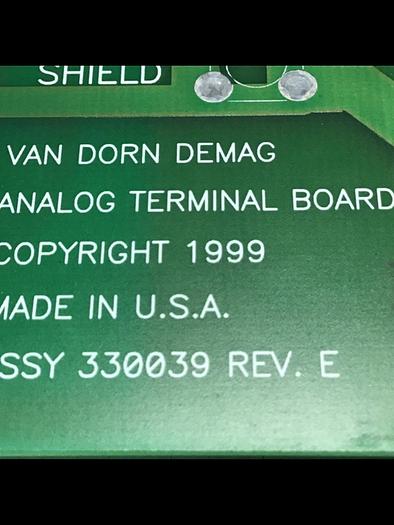 SHIELD
VAN DORN DEMAG
ANALOG TERMINAL BOARD
COPYRIGHT 1999
MADE IN U.S.A.
SSY 330039 REV. E